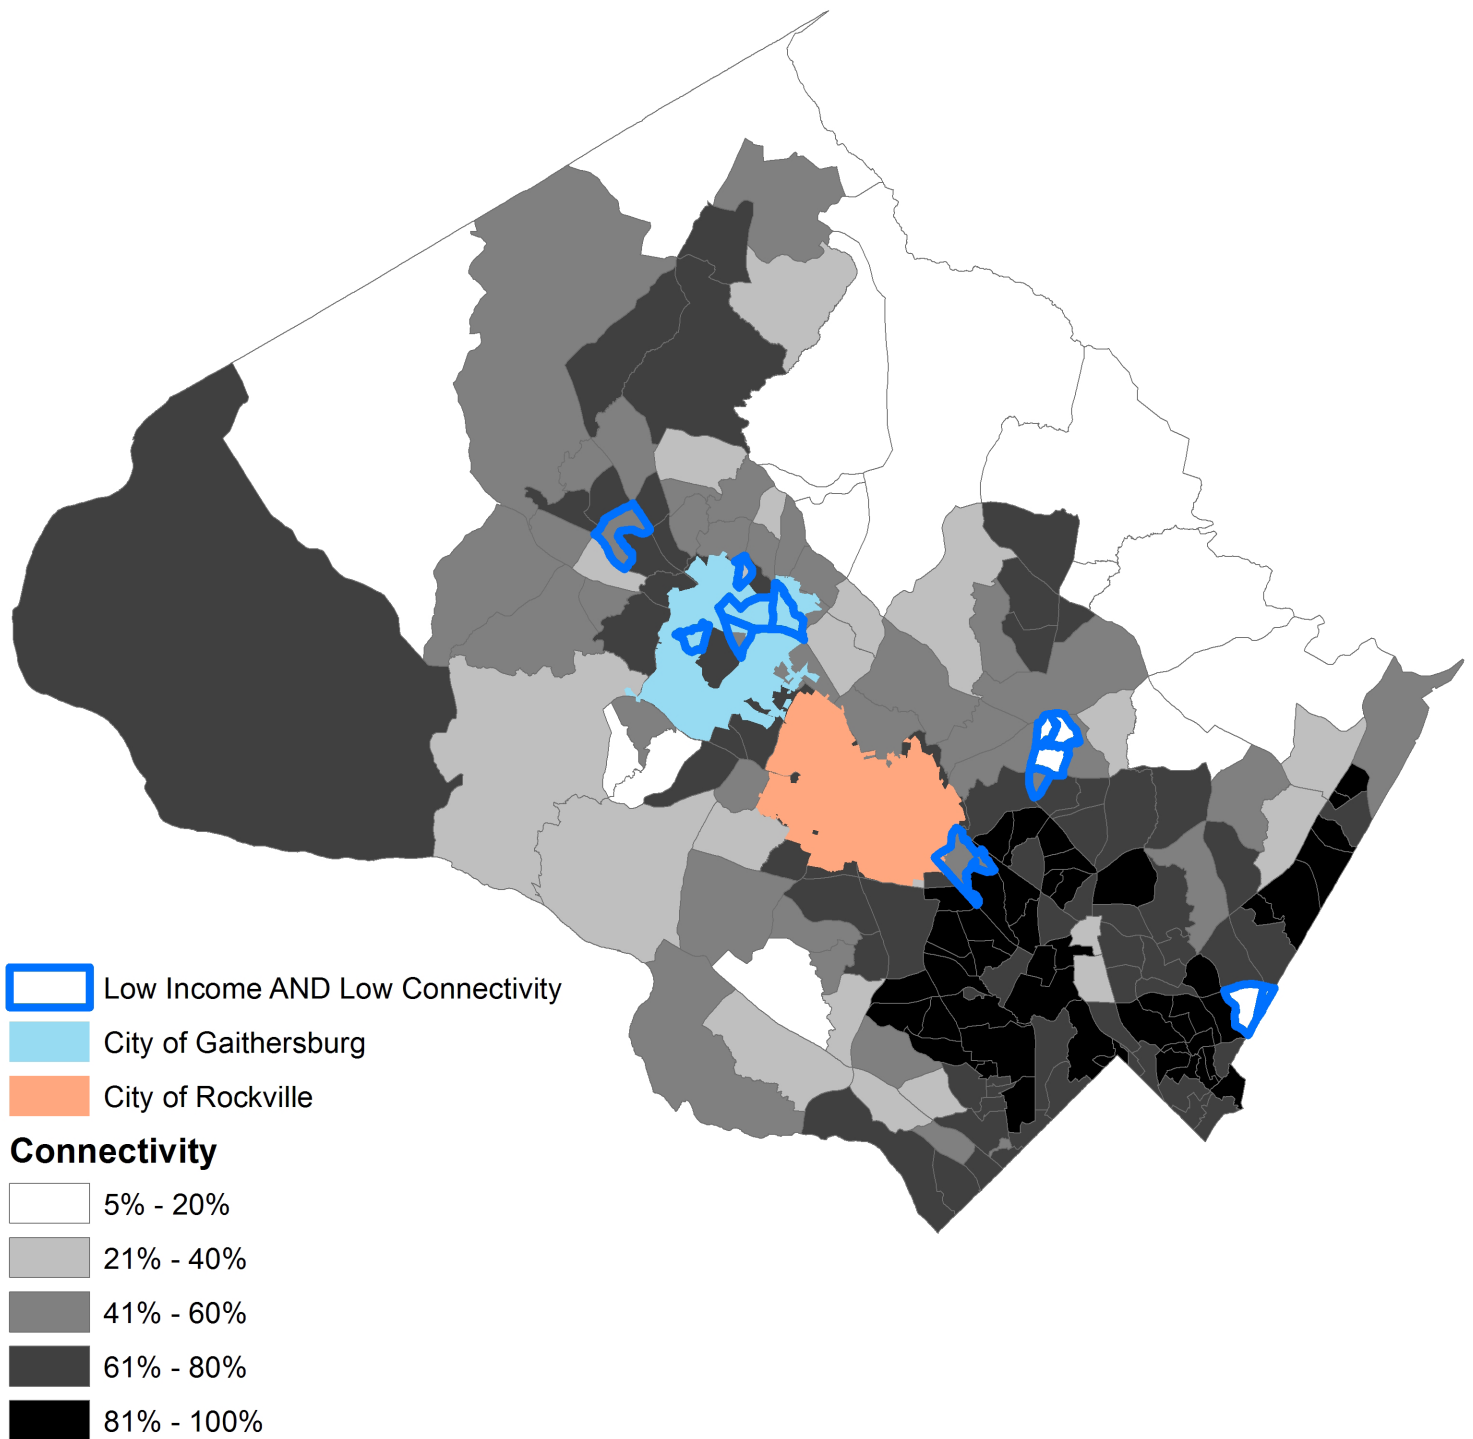 Low Income AND Low Connectivity
City of Gaithersburg
City of Rockville
Connectivity
5% - 20%
21% - 40%
41% - 60%
61% - 80%
81% - 100%